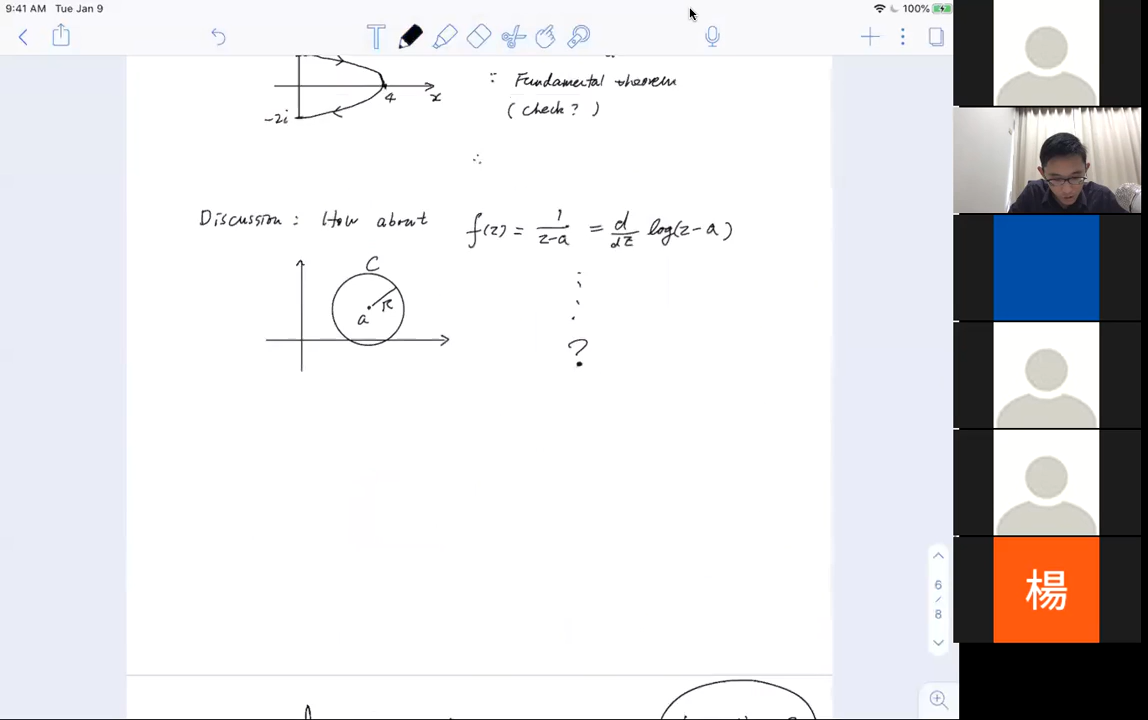 9:41 AM Tue Jan 9
100%
T
4
x
-2i
∵ Fundamental theorem
(check? )
∴
Discussion: How about f(z) = 1/(z-a) = d/dz log(z-a)
C
R
a
?
6
/
8
楊